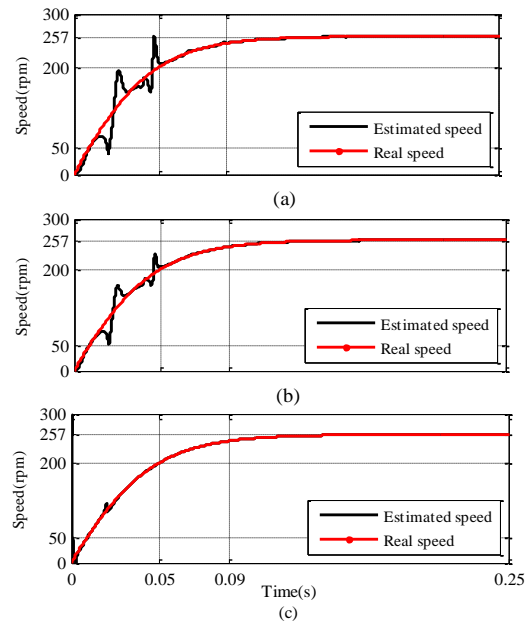 300
257
200
50
0
Speed(rpm)
Estimated speed
Real speed
(a)
300
257
200
50
0
Speed(rpm)
Estimated speed
Real speed
(b)
300
257
200
50
0
Speed(rpm)
Estimated speed
Real speed
0 0.05 0.09 0.25
Time(s)
(c)